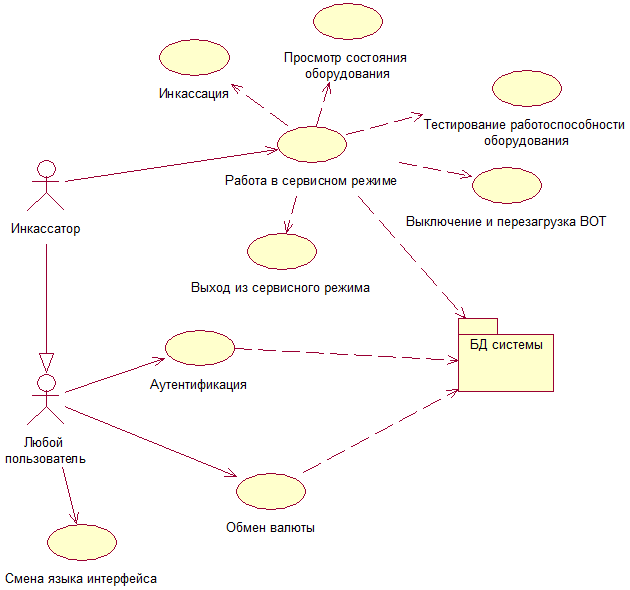 Просмотр состояния
оборудования
Инкассация
Тестирование работоспособности
оборудования
Работа в сервисном режиме
Выключение и перезагрузка ВОТ
Инкассатор
Выход из сервисного режима
БД системы
Аутентификация
Любой
пользователь
Обмен валюты
Смена языка интерфейса